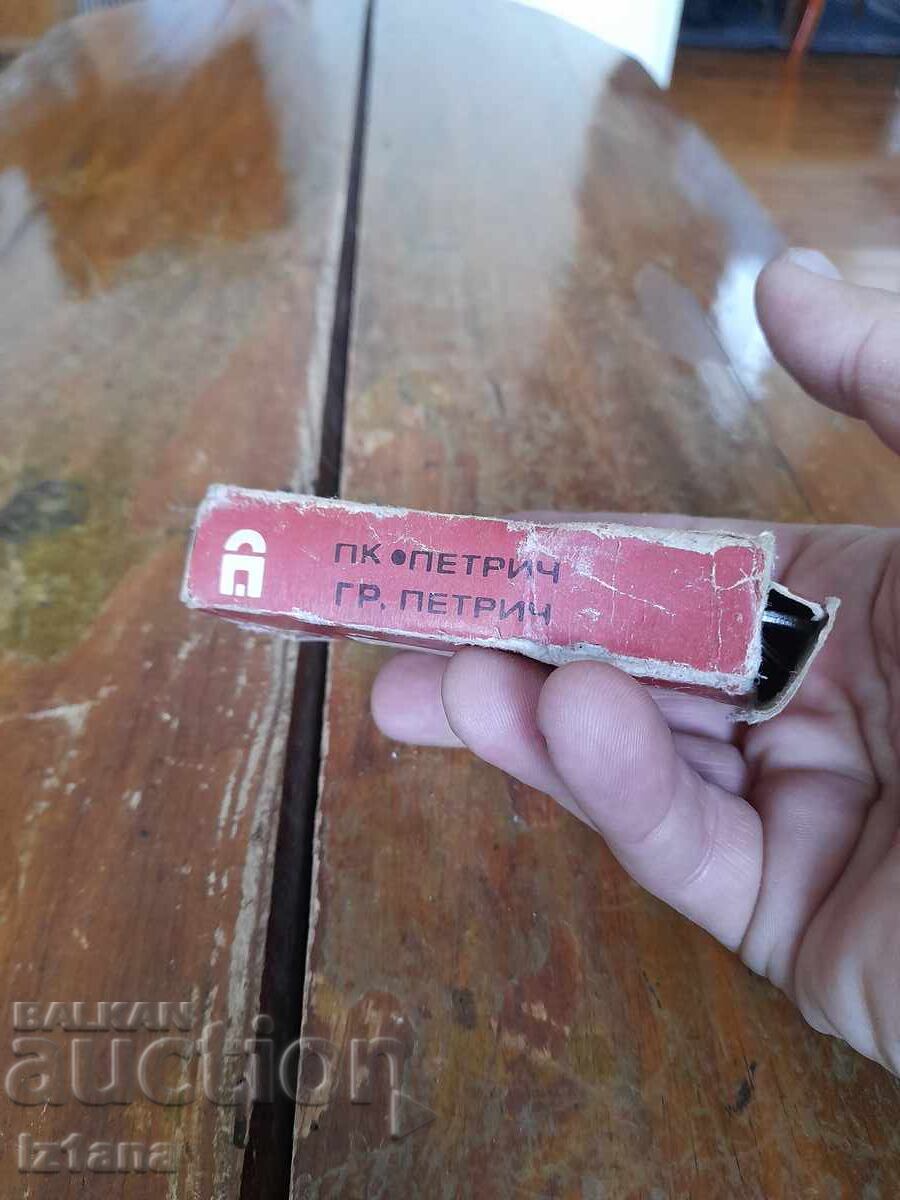 ПК •ПЕТРИЧ
ГР. ПЕТРИЧ
BALKAN
auction
iz1ana